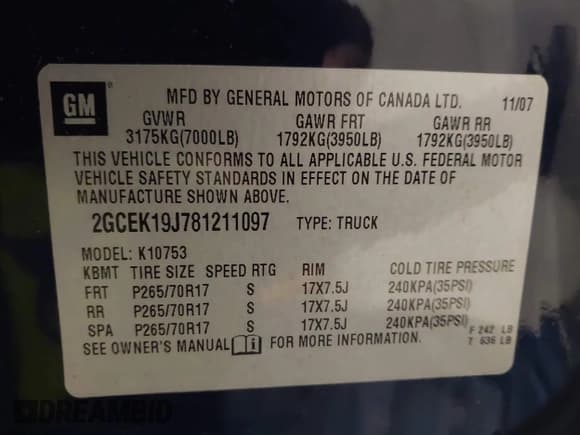 GM
MFD BY GENERAL MOTORS OF CANADA LTD. 11/07
GVWR GAWR FRT GAWR RR
3175KG(7000LB) 1792KG(3950LB) 1792KG(3950LB)
THIS VEHICLE CONFORMS TO ALL APPLICABLE U.S. FEDERAL MOTOR
VEHICLE SAFETY STANDARDS IN EFFECT ON THE DATE OF
MANUFACTURE SHOWN ABOVE.
2GCEK19J781211097 TYPE: TRUCK
MODEL: K10753
KBMT TIRE SIZE SPEED RTG RIM COLD TIRE PRESSURE
FRT P265/70R17 S 17X7.5J 240KPA(35PSI)
RR P265/70R17 S 17X7.5J 240KPA(35PSI)
SPA P265/70R17 S 17X7.5J 240KPA(35PSI)
SEE OWNER'S MANUAL FOR MORE INFORMATION.
F 242 LB
T 636 LB
DREAMBID